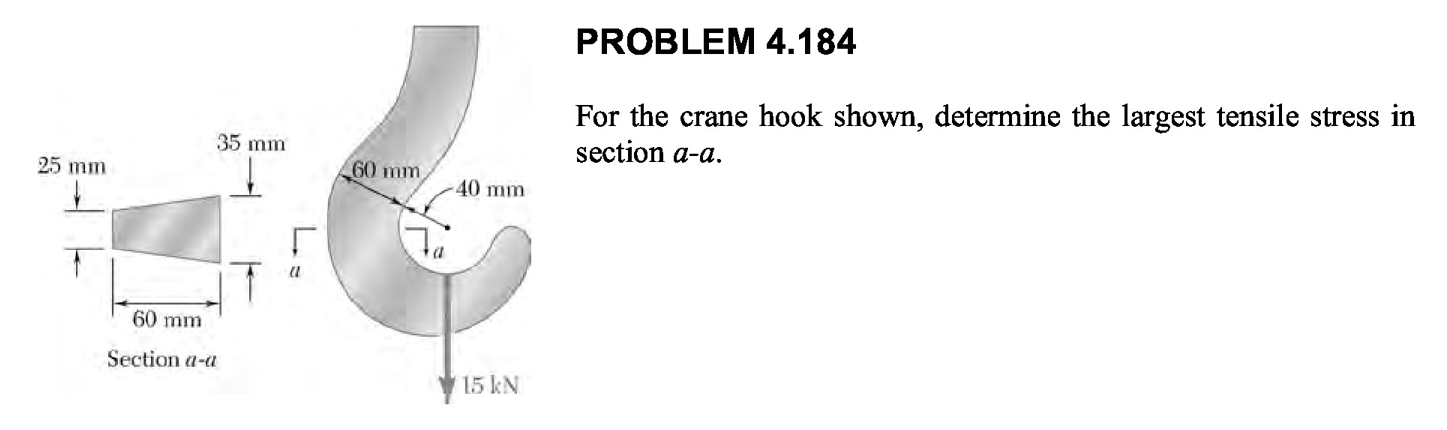 PROBLEM 4.184
For the crane hook shown, determine the largest tensile stress in
section a-a.
35 mm
25 mm
60 mm
40 mm
a
a
60 mm
Section a-a
15 kN